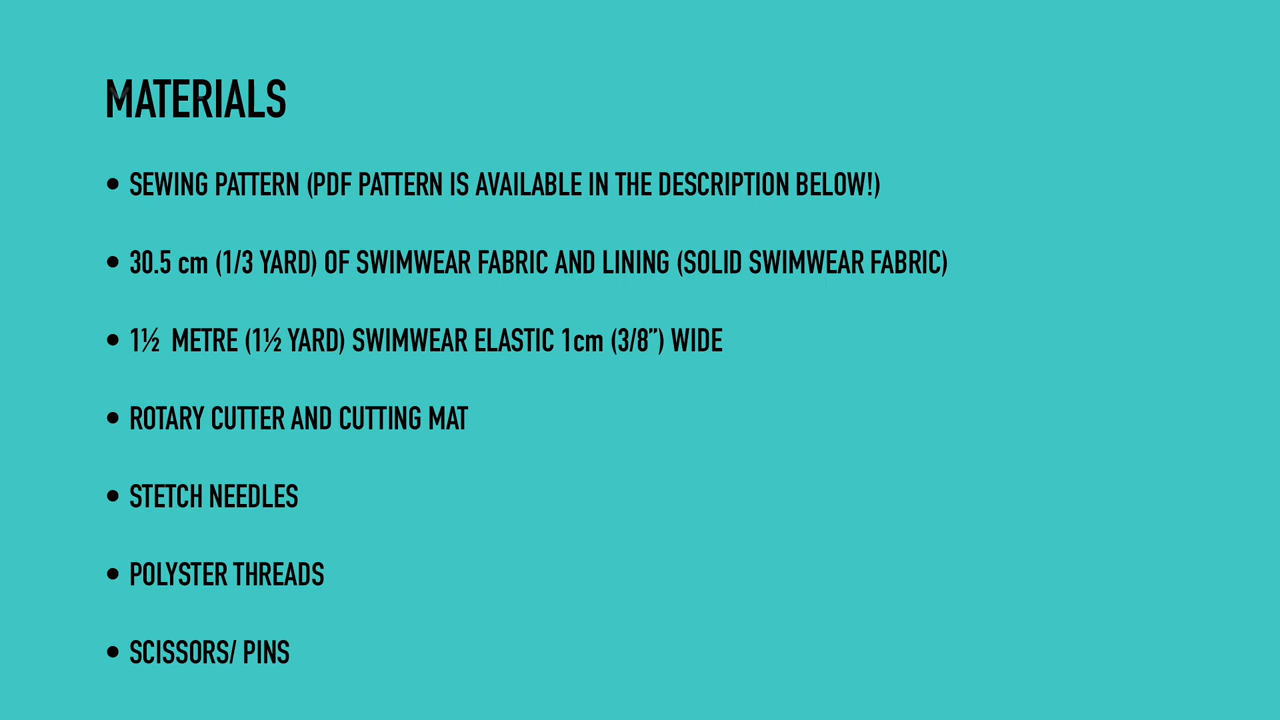 MATERIALS
• SEWING PATTERN (PDF PATTERN IS AVAILABLE IN THE DESCRIPTION BELOW!)
• 30.5 cm (1/3 YARD) OF SWIMWEAR FABRIC AND LINING (SOLID SWIMWEAR FABRIC)
• 1½ METRE (1½ YARD) SWIMWEAR ELASTIC 1cm (3/8”) WIDE
• ROTARY CUTTER AND CUTTING MAT
• STETCH NEEDLES
• POLYSTER THREADS
• SCISSORS/ PINS